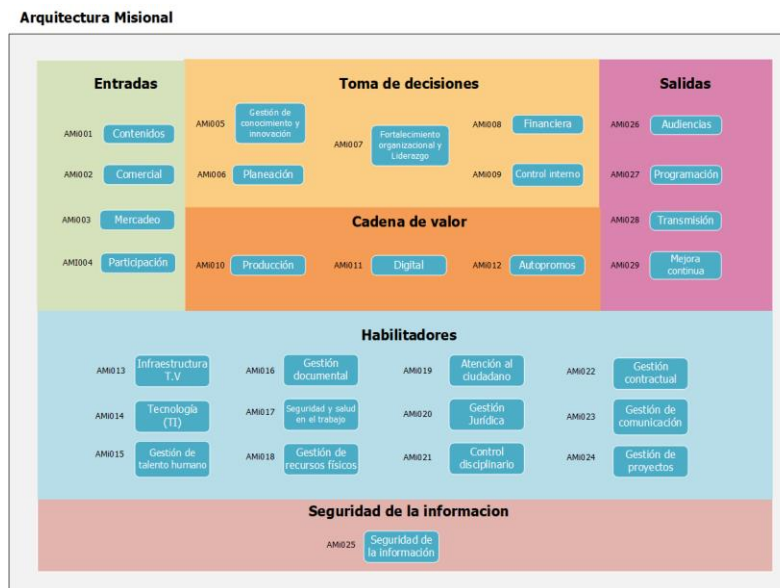 Arquitectura Misional
Entradas
AMi001 Contenidos
AMi002 Comercial
AMi003 Mercadeo
AMI004 Participación
Toma de decisiones
AMi005 Gestión de
conocimiento y
innovación
AMi006 Planeación
AMi007 Fortalecimiento
organizacional y
Liderazgo
AMi008 Financiera
AMi009 Control interno
Cadena de valor
AMi010 Producción
AMi011 Digital
AMi012 Autopromos
Salidas
AMi026 Audiencias
AMi027 Programación
AMi028 Transmisión
AMi029 Mejora
continua
Habilitadores
AMi013 Infraestructura
T.V
AMi014 Tecnología
(TI)
AMi015 Gestión de
talento humano
AMi016 Gestión
documental
AMi017 Seguridad y salud
en el trabajo
AMi018 Gestión de
recursos físicos
AMi019 Atención al
ciudadano
AMi020 Gestión
Jurídica
AMi021 Control
disciplinario
AMi022 Gestión
contractual
AMi023 Gestión de
comunicación
AMi024 Gestión de
proyectos
Seguridad de la informacion
AMi025 Seguridad de
la información